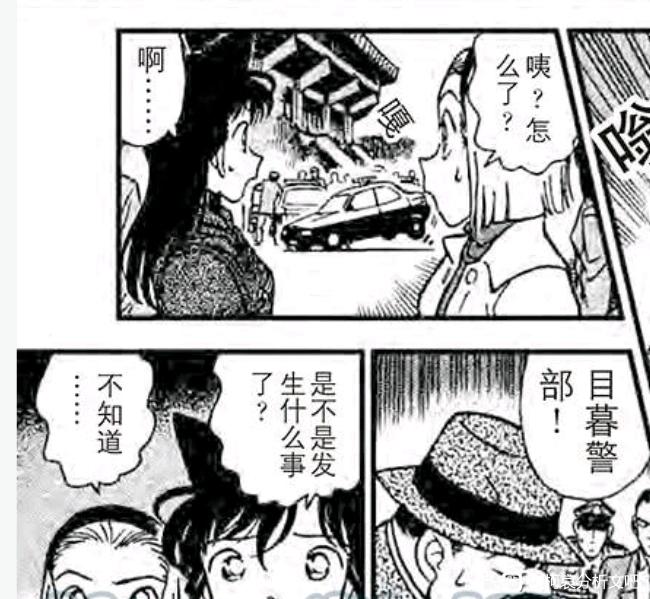 咦？怎
么了？
嘎
啊……
嗡
目暮警
部！
是不是发
生什么事
了？
不知道
……